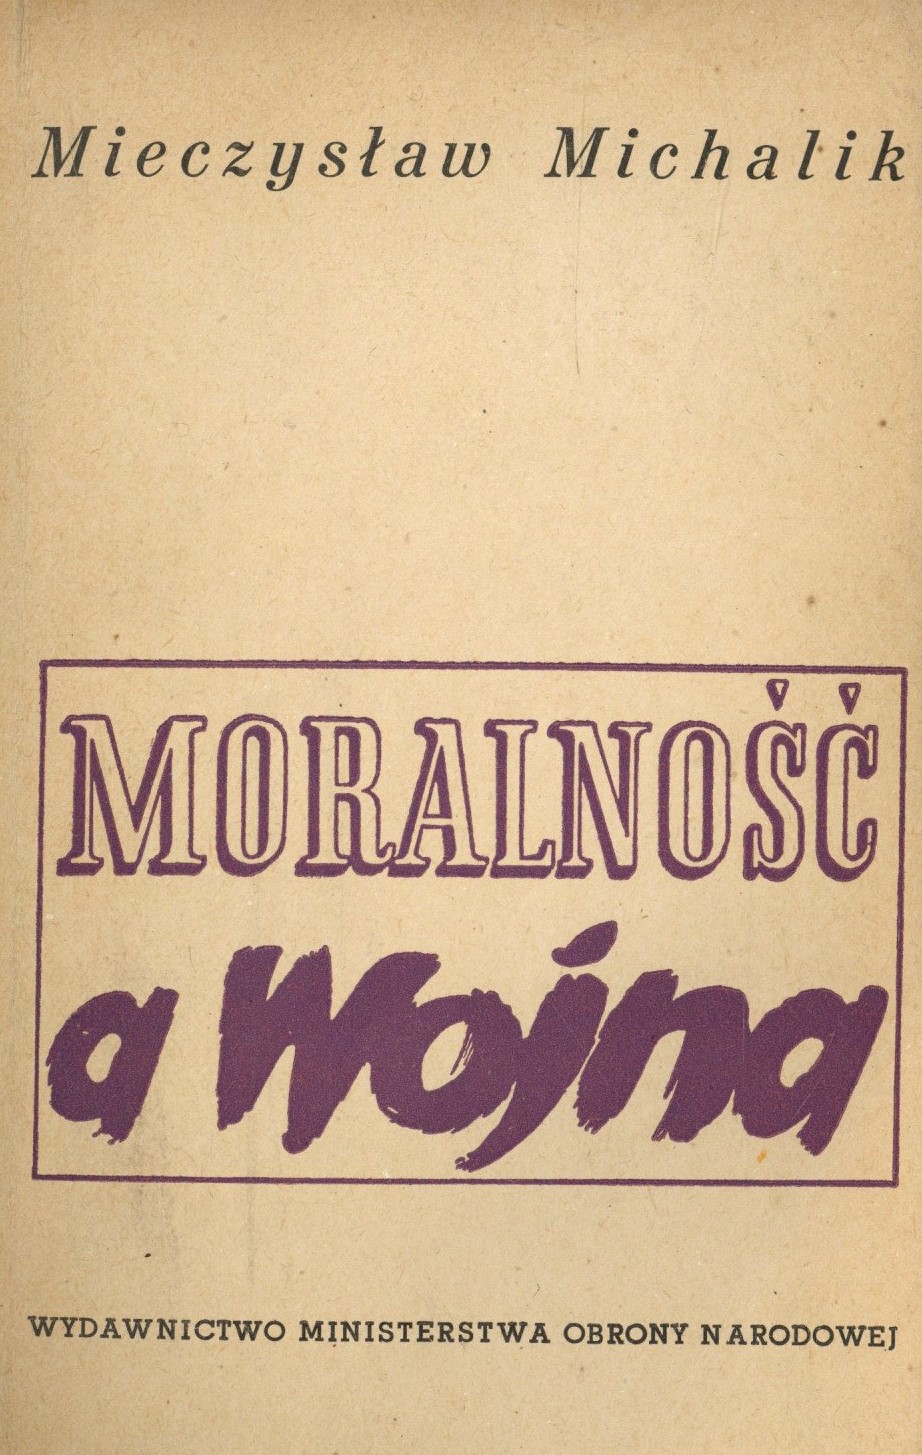 Mieczysław Michalik
MORALNOŚĆ
a Wojna
WYDAWNICTWO MINISTERSTWA OBRONY NARODOWEJ